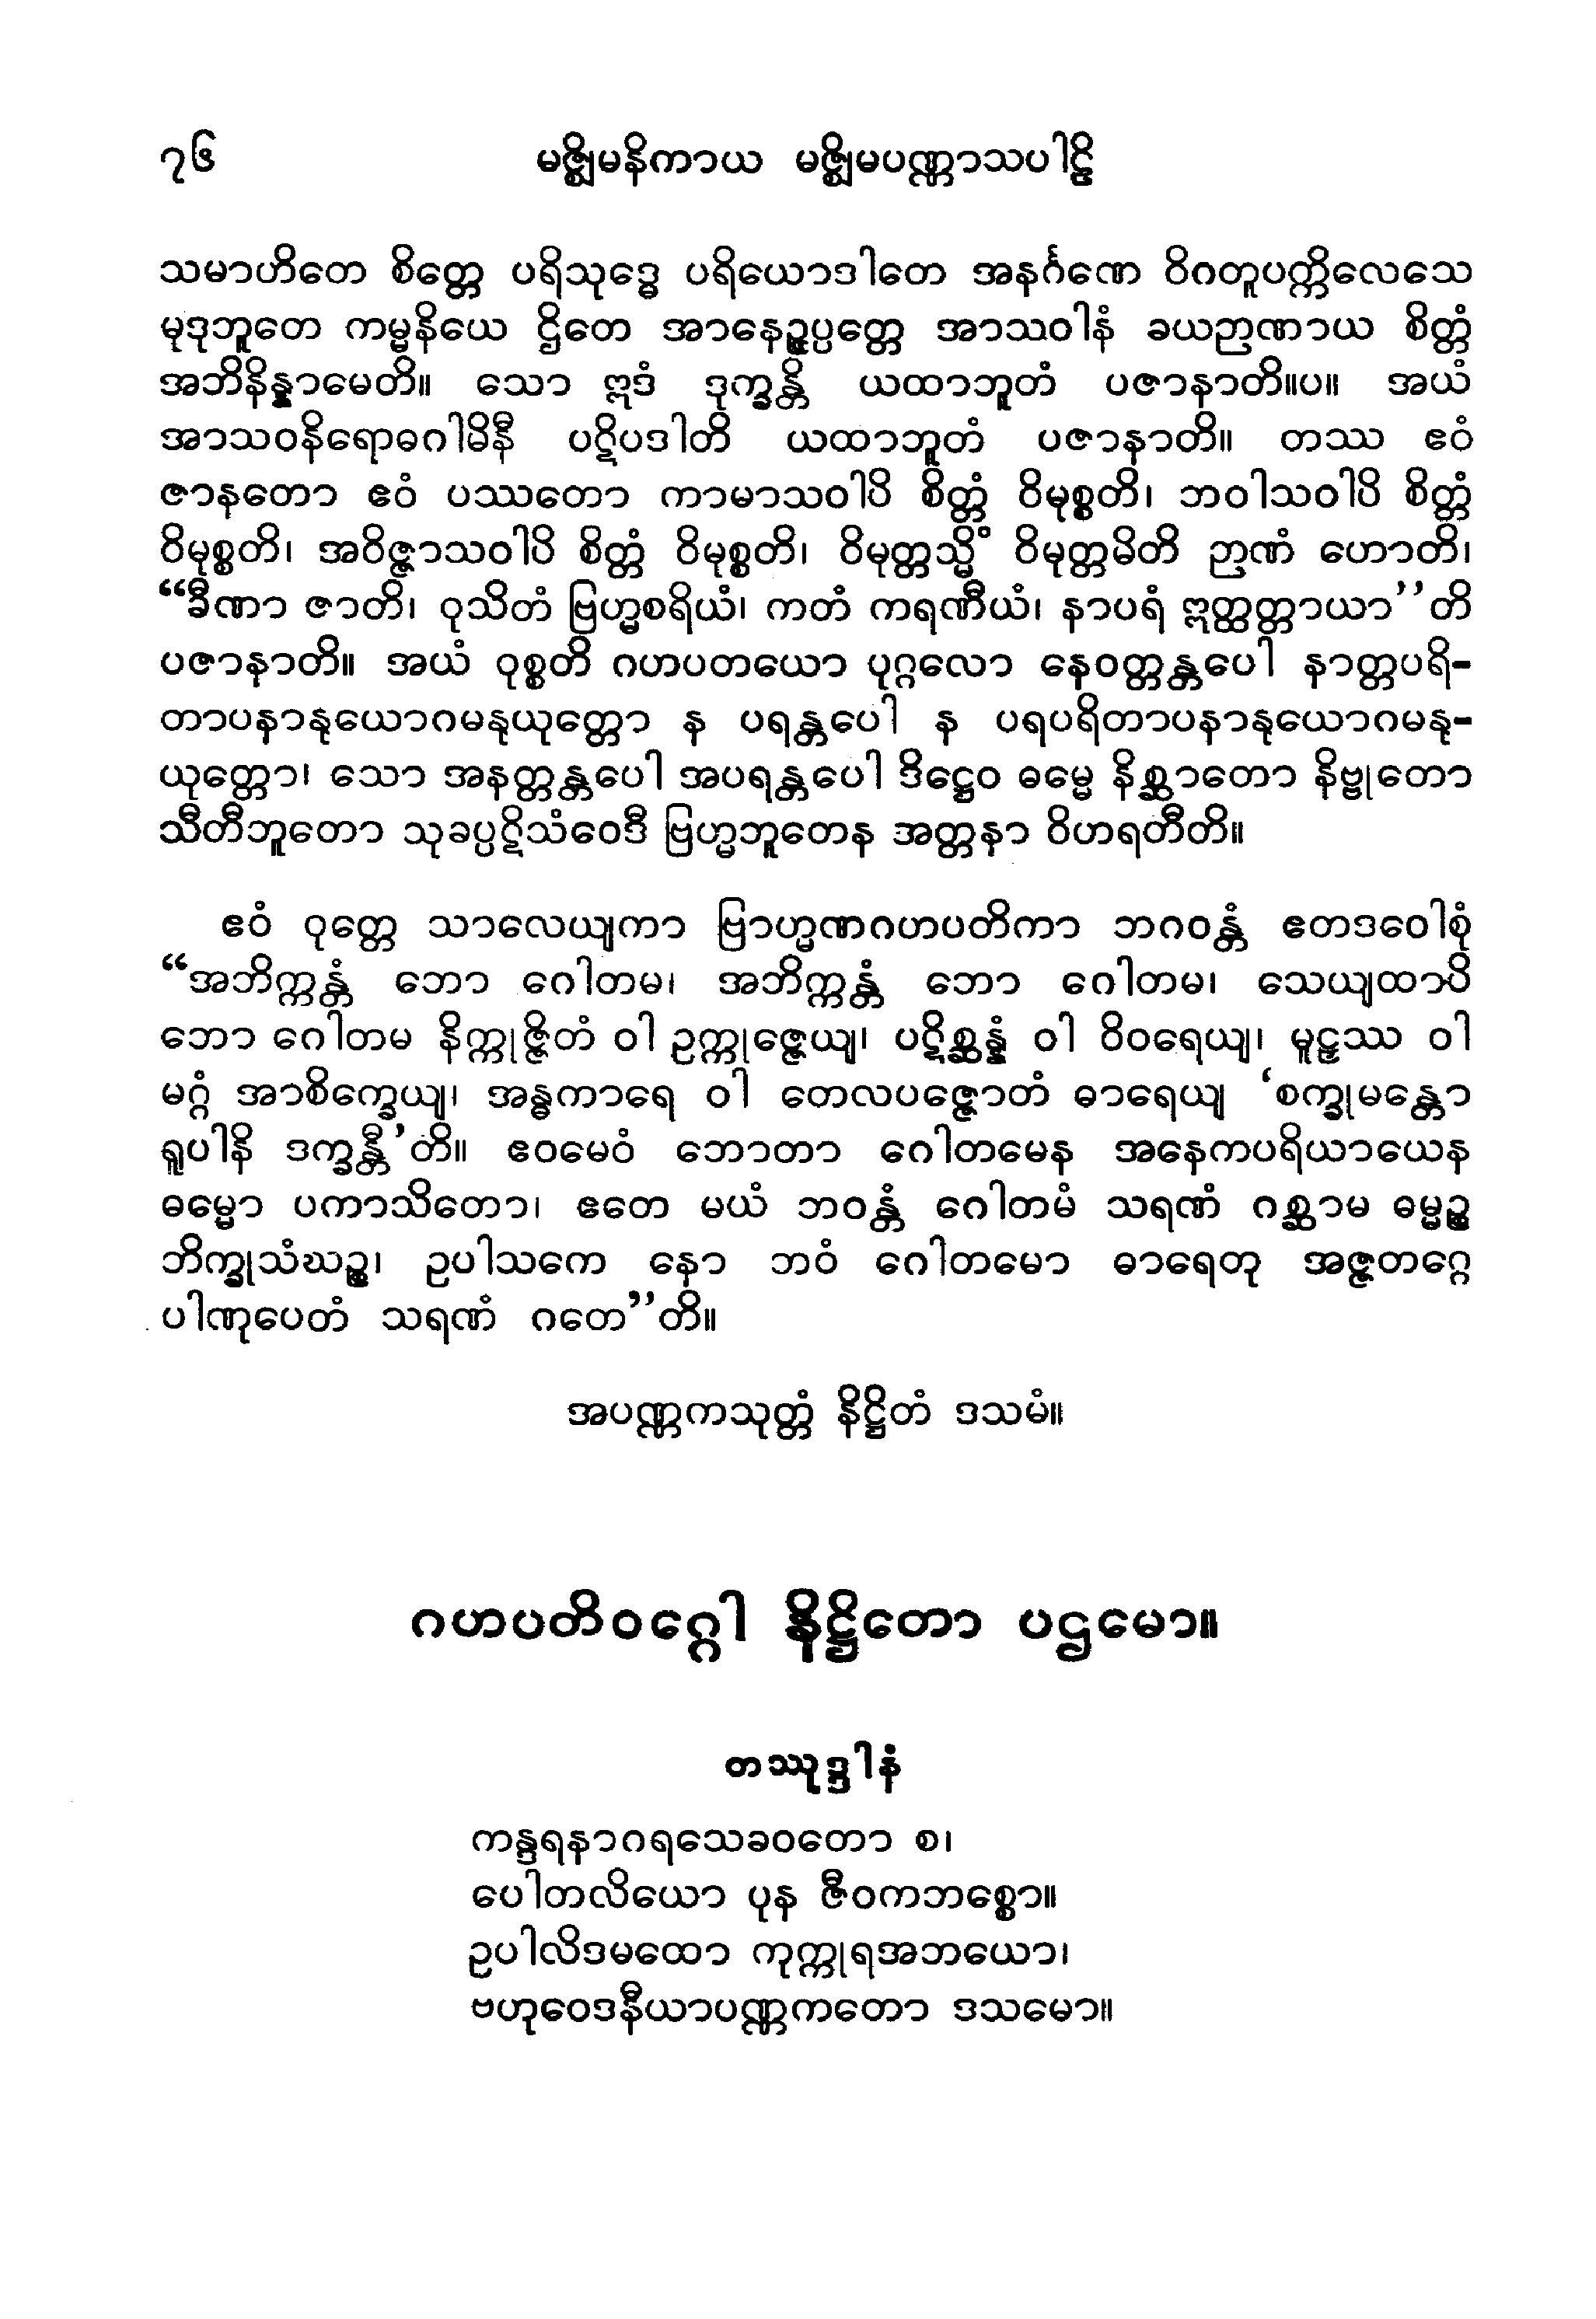 ၇၆ မဇ္ဈိမနိကာယ မဇ္ဈိမပဏ္ဏာသပါဠိ
သမာဟိတေ စိတ္တေ ပရိသုဒ္ဓေ ပရိယောဒါတေ အနင်္ဂဏေ ဝိဂတူပက္ကိလေသေ
မုဒုဘူတေ ကမ္မနိယေ ဌိတေ အာနေဉ္ဇပ္ပတ္တေ အာသဝါနံ ခယဉာဏာယ စိတ္တံ
အဘိနိန္နာမေတိ။ သော ဣဒံ ဒုက္ခန္တိ ယထာဘူတံ ပဇာနာတိ။ပ။ အယံ
အာသဝနိရောဓဂါမိနီ ပဋိပဒါတိ ယထာဘူတံ ပဇာနာတိ။ တဿ ဧဝံ
ဇာနတော ဧဝံ ပဿတော ကာမာသဝါပိ စိတ္တံ ဝိမုစ္စတိ၊ ဘဝါသဝါပိ စိတ္တံ
ဝိမုစ္စတိ၊ အဝိဇ္ဇာသဝါပိ စိတ္တံ ဝိမုစ္စတိ၊ ဝိမုတ္တသ္မိံ ဝိမုတ္တမိတိ ဉာဏံ ဟောတိ၊
“ခီဏာ ဇာတိ၊ ဝုသိတံ ဗြဟ္မစရိယံ၊ ကတံ ကရဏီယံ၊ နာပရံ ဣတ္ထတ္တာယာ”တိ
ပဇာနာတိ။ အယံ ဝုစ္စတိ ဂဟပတယော ပုဂ္ဂလော နေဝတ္တန္တပေါ နာတ္တပရိ-
တာပနာနုယောဂမနုယုတ္တော န ပရန္တပေါ န ပရပရိတာပနာနုယောဂမနု-
ယုတ္တော၊ သော အနတ္တန္တပေါ အပရန္တပေါ ဒိဋ္ဌေဝ ဓမ္မေ နိစ္ဆာတော နိဗ္ဗုတော
သီတီဘူတော သုခပ္ပဋိသံဝေဒီ ဗြဟ္မဘူတေန အတ္တနာ ဝိဟရတီတိ။
ဧဝံ ဝုတ္တေ သာလေယျကာ ဗြာဟ္မဏဂဟပတိကာ ဘဂဝန္တံ ဧတဒဝေါစုံ
“အဘိက္ကန္တံ ဘော ဂေါတမ၊ အဘိက္ကန္တံ ဘော ဂေါတမ၊ သေယျထာပိ
ဘော ဂေါတမ နိက္ကုဇ္ဇိတံ ဝါ ဥက္ကုဇ္ဇေယျ၊ ပဋိစ္ဆန္နံ ဝါ ဝိဝရေယျ၊ မူဠှဿ ဝါ
မဂ္ဂံ အာစိက္ခေယျ၊ အန္ဓကာရေ ဝါ တေလပဇ္ဇောတံ ဓာရေယျ ‘စက္ခုမန္တော
ရူပါနိ ဒက္ခန္တီ’တိ။ ဧဝမေဝံ ဘောတာ ဂေါတမေန အနေကပရိယာယေန
ဓမ္မော ပကာသိတော၊ ဧတေ မယံ ဘဝန္တံ ဂေါတမံ သရဏံ ဂစ္ဆာမ ဓမ္မဉ္စ
ဘိက္ခုသံဃဉ္စ၊ ဥပါသကေ နော ဘဝံ ဂေါတမော ဓာရေတု အဇ္ဇတဂ္ဂေ
ပါဏုပေတံ သရဏံ ဂတေ”တိ။
အပဏ္ဏကသုတ္တံ နိဋ္ဌိတံ ဒသမံ။
ဂဟပတိဝဂ္ဂေါ နိဋ္ဌိတော ပဌမော။
တဿုဒ္ဒါနံ
ကန္ဒရနာဂရသေခဝတော စ၊
ပေါတလိယော ပုန ဇီဝကဘစ္စော။
ဥပါလိဒမထော ကုက္ကုရအဘယော၊
ဗဟုဝေဒနီယာပဏ္ဏကတော ဒသမော။